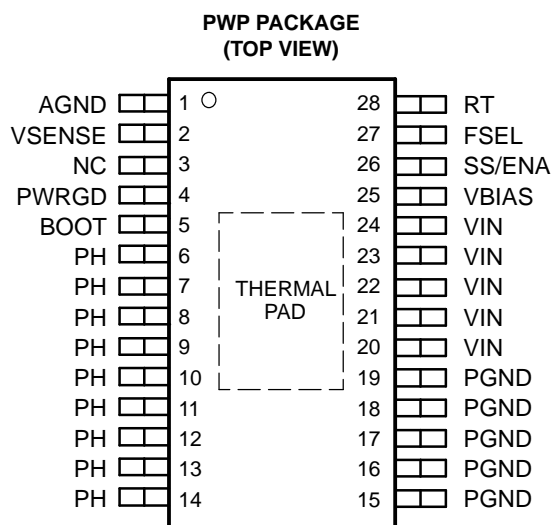 PWP PACKAGE
(TOP VIEW)
AGND 1 28 RT
VSENSE 2 27 FSEL
NC 3 26 SS/ENA
PWRGD 4 25 VBIAS
BOOT 5 24 VIN
PH 6 23 VIN
PH 7 22 VIN
PH 8 21 VIN
PH 9 20 VIN
PH 10 19 PGND
PH 11 18 PGND
PH 12 17 PGND
PH 13 16 PGND
PH 14 15 PGND
THERMAL
PAD